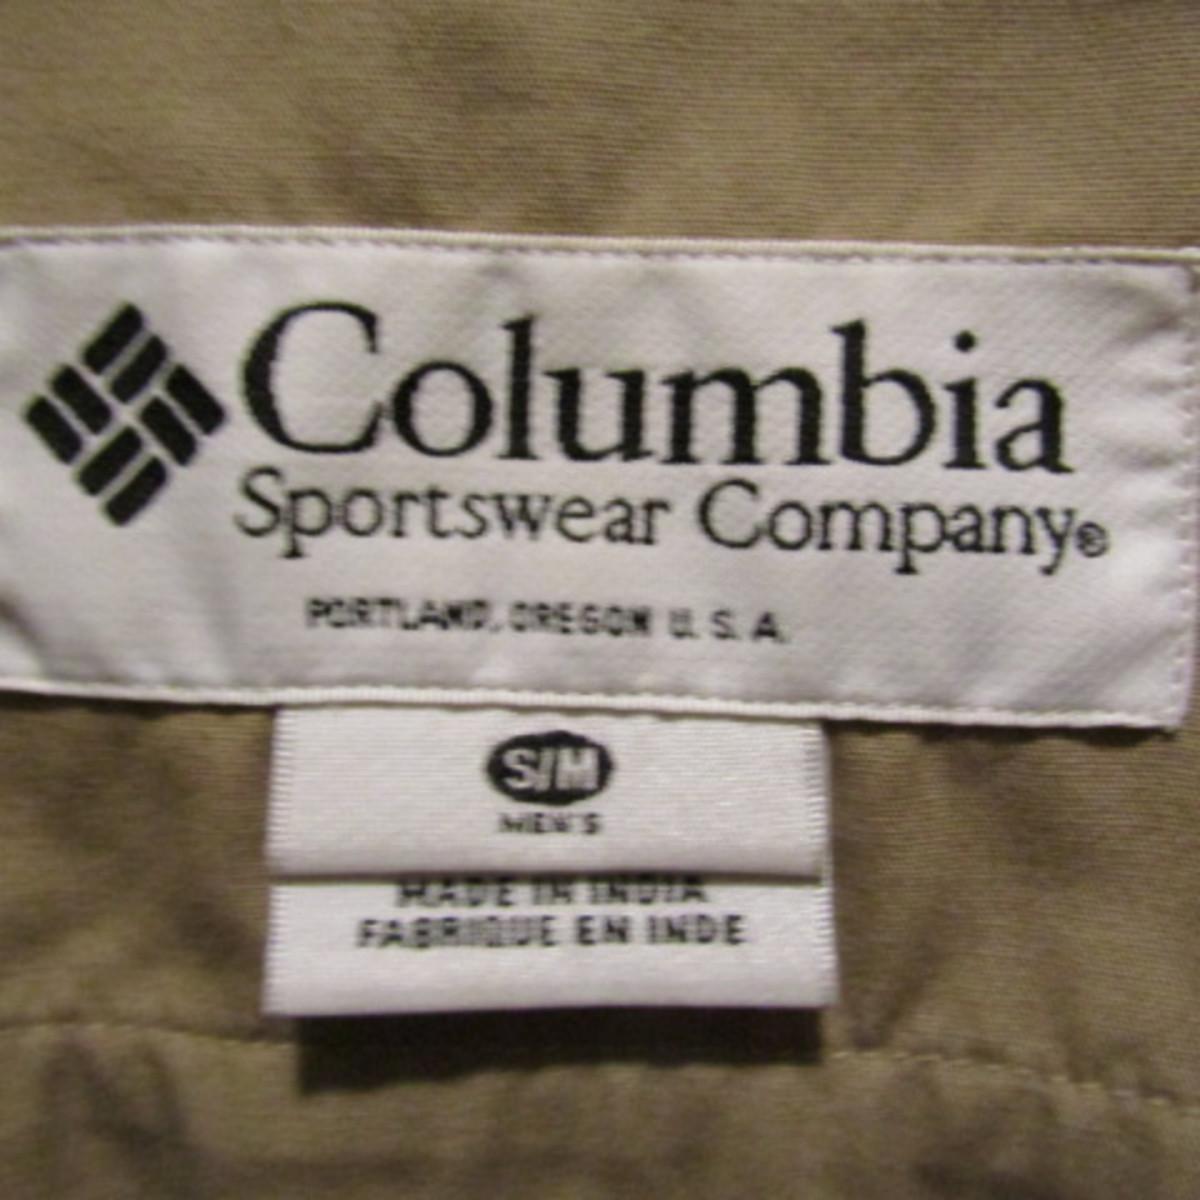 Columbia
Sportswear Company®
PORTLAND, OREGON U.S.A.
S/M
MEN'S
MADE IN INDIA
FABRIQUE EN INDE